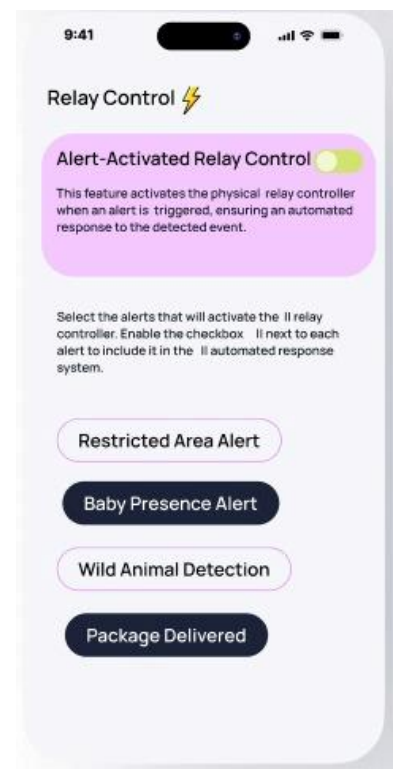 9:41
Relay Control ⚡
Alert-Activated Relay Control
This feature activates the physical relay controller
when an alert is triggered, ensuring an automated
response to the detected event.
Select the alerts that will activate the ll relay
controller. Enable the checkbox ll next to each
alert to include it in the ll automated response
system.
Restricted Area Alert
Baby Presence Alert
Wild Animal Detection
Package Delivered